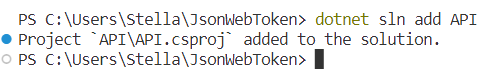 PS C:\Users\Stella\JsonWebToken> dotnet sln add API
Project `API\API.csproj` added to the solution.
PS C:\Users\Stella\JsonWebToken>